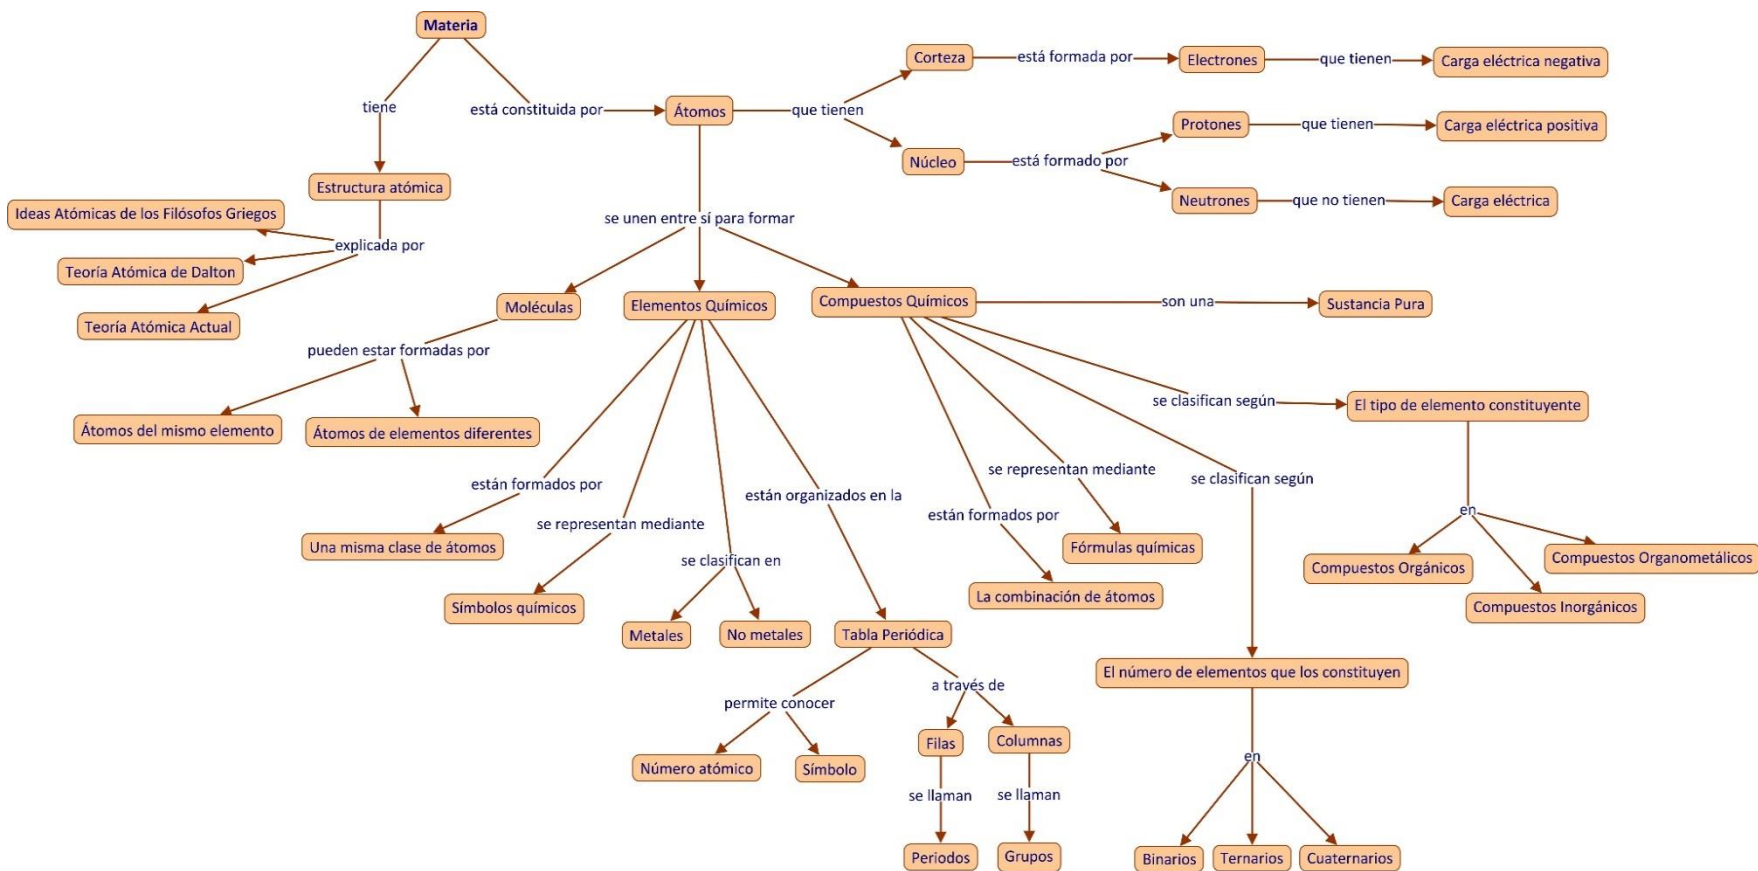 Materia
tiene
está constituida por
Átomos
que tienen
Corteza
está formada por
Electrones
que tienen
Carga eléctrica negativa
Núcleo
está formado por
Protones
que tienen
Carga eléctrica positiva
Neutrones
que no tienen
Carga eléctrica
Estructura atómica
explicada por
Ideas Atómicas de los Filósofos Griegos
Teoría Atómica de Dalton
Teoría Atómica Actual
se unen entre sí para formar
Moléculas
Elementos Químicos
Compuestos Químicos
son una
Sustancia Pura
pueden estar formadas por
Átomos del mismo elemento
Átomos de elementos diferentes
están formados por
Una misma clase de átomos
se representan mediante
Símbolos químicos
se clasifican en
Metales
No metales
están organizados en la
Tabla Periódica
permite conocer
Número atómico
Símbolo
a través de
Filas
Columnas
se llaman
se llaman
Periodos
Grupos
están formados por
La combinación de átomos
se representan mediante
Fórmulas químicas
se clasifican según
El número de elementos que los constituyen
en
Binarios
Ternarios
Cuaternarios
se clasifican según
El tipo de elemento constituyente
en
Compuestos Orgánicos
Compuestos Inorgánicos
Compuestos Organometálicos